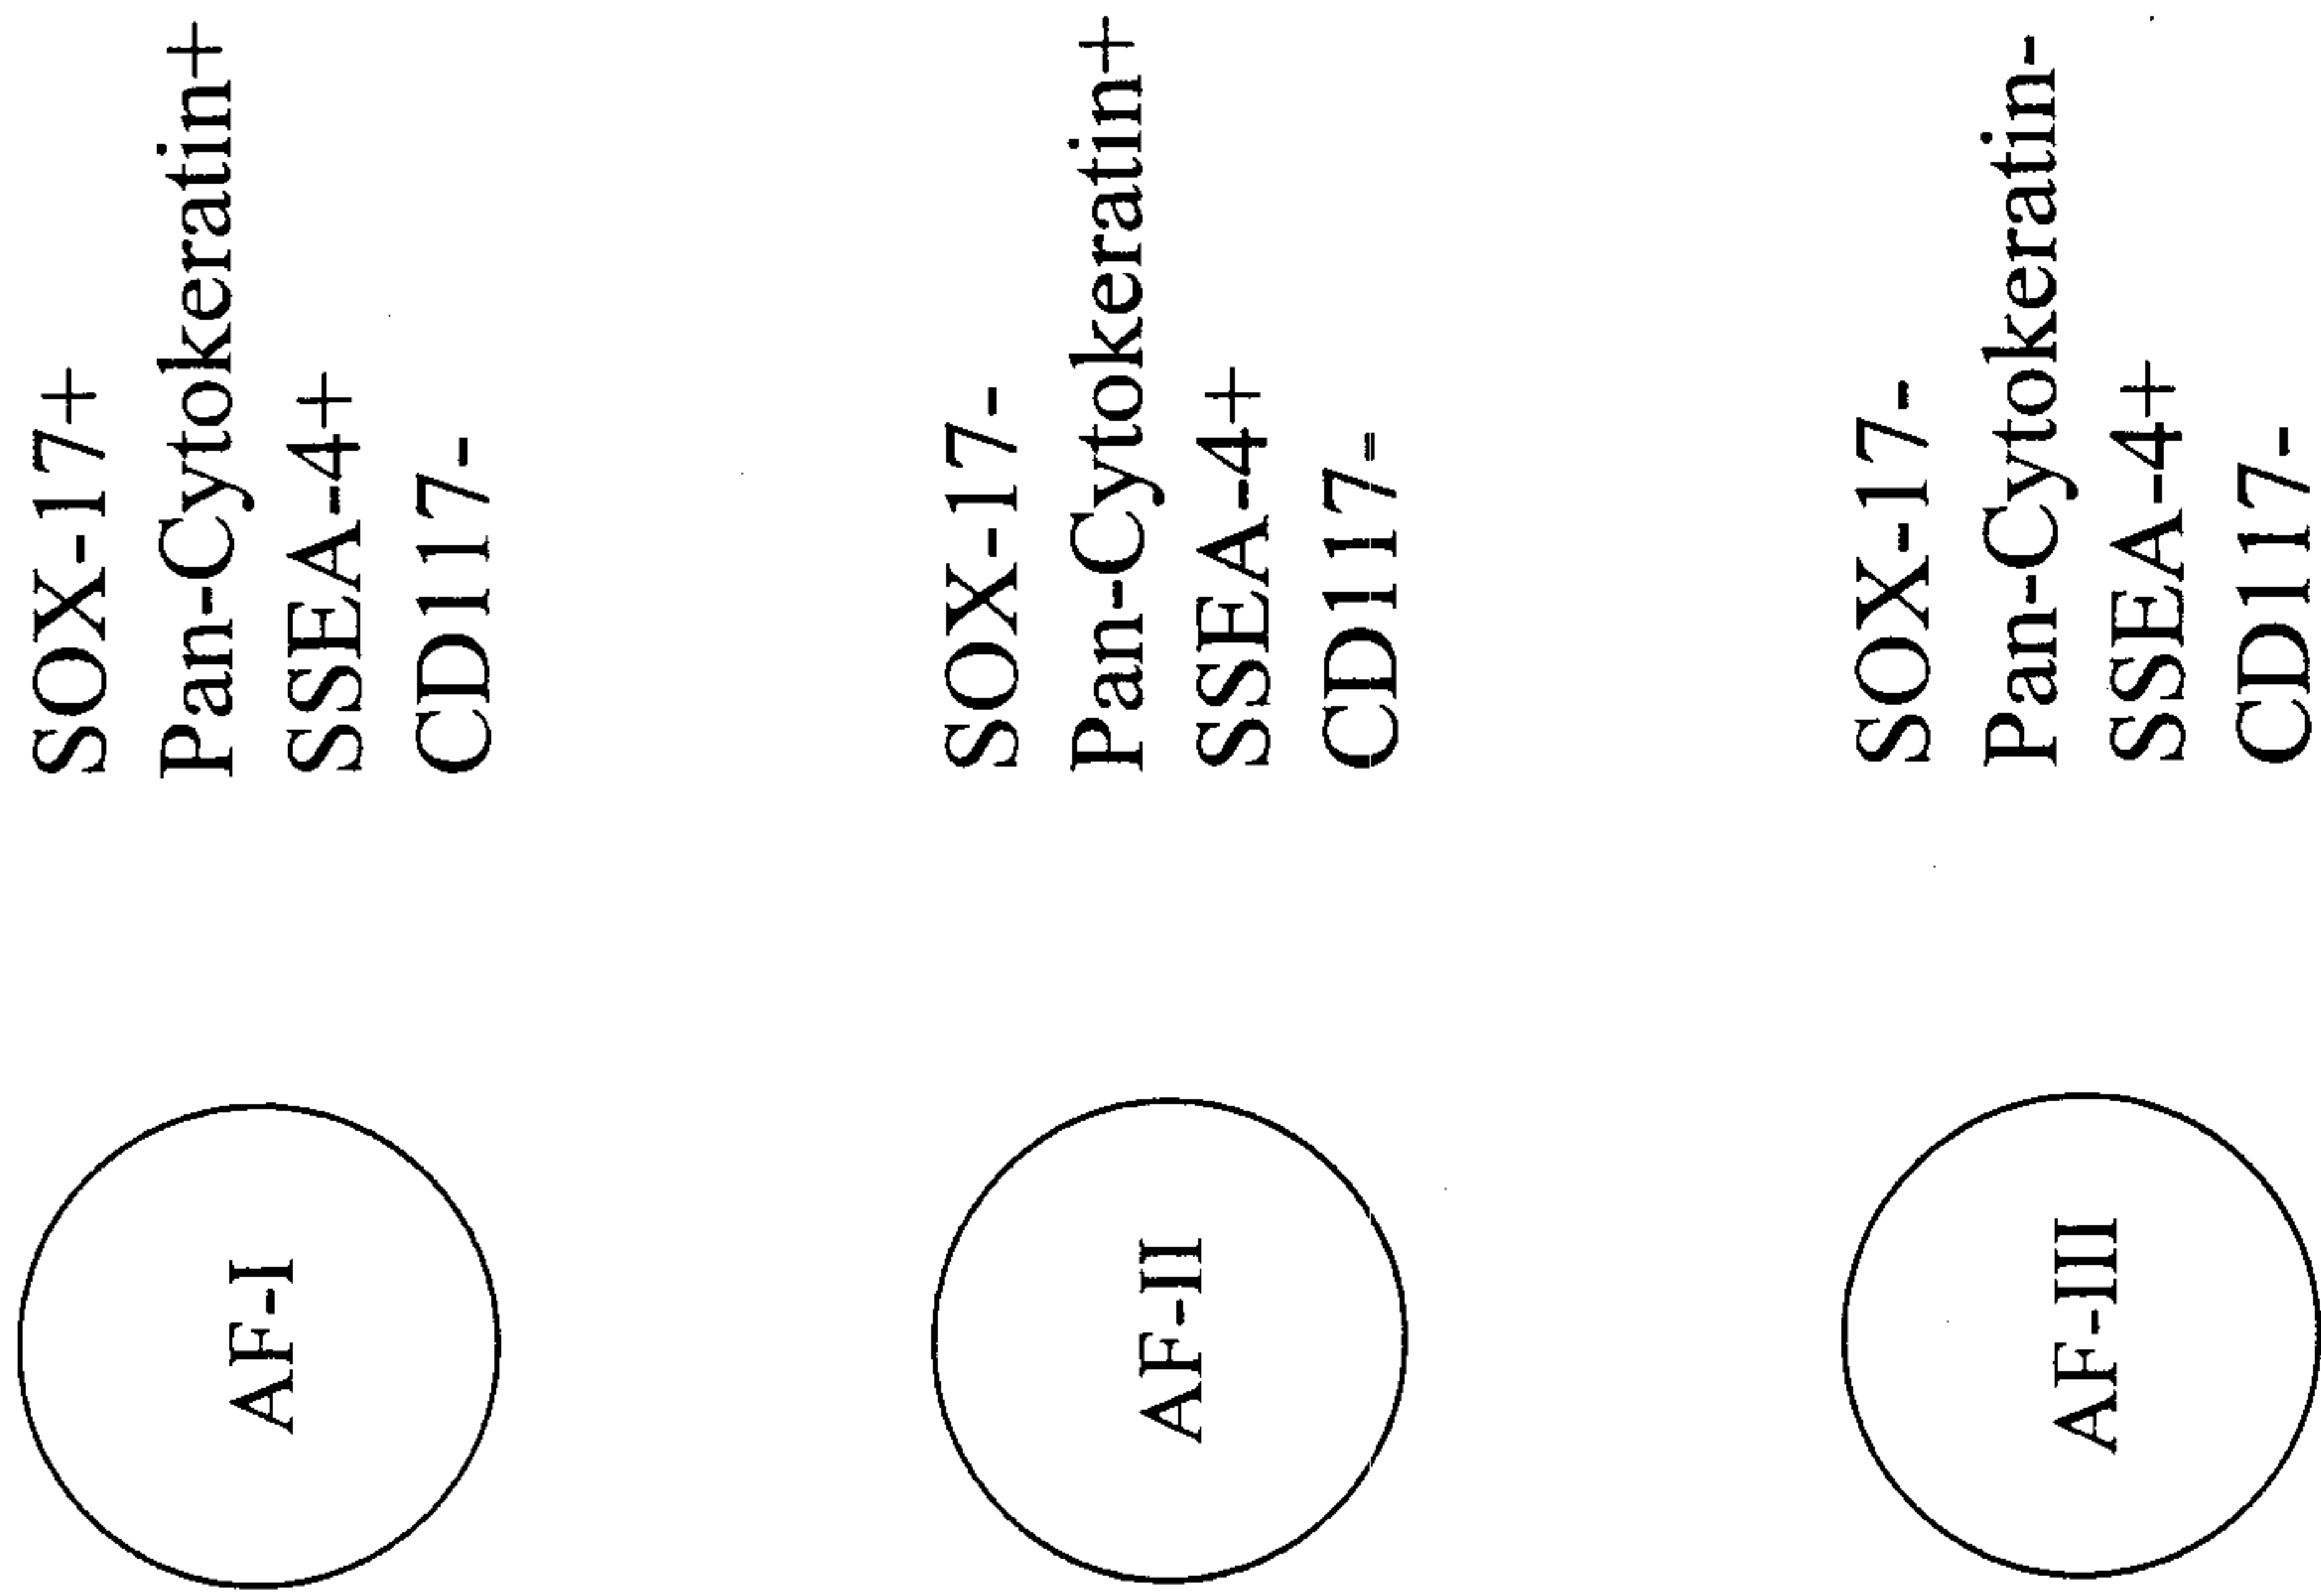 AF-I
SOX-17+
Pan-Cytokeratin+
SSEA-4+
CD117-
AF-II
SOX-17-
Pan-Cytokeratin+
SSEA-4+
CD117-
AF-III
SOX-17-
Pan-Cytokeratin-
SSEA-4+
CD117-